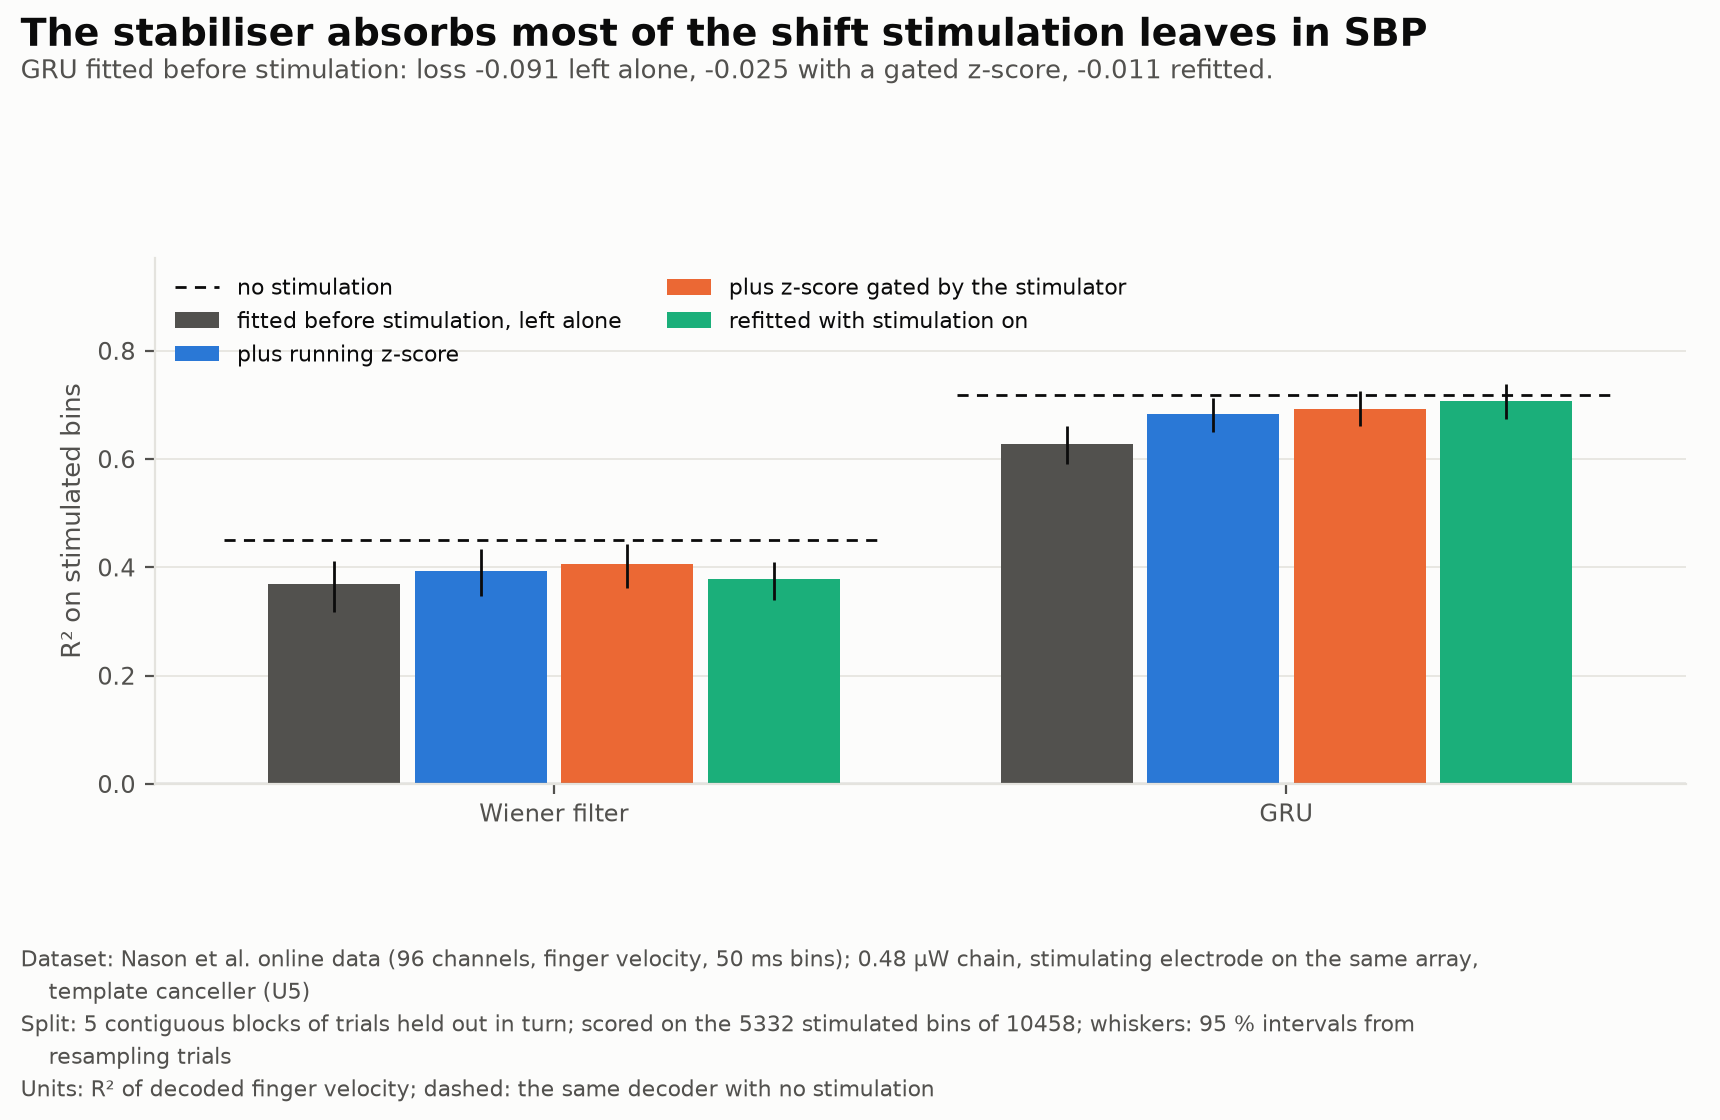 The stabiliser absorbs most of the shift stimulation leaves in SBP
GRU fitted before stimulation: loss -0.091 left alone, -0.025 with a gated z-score, -0.011 refitted.
no stimulation
fitted before stimulation, left alone
plus running z-score
plus z-score gated by the stimulator
refitted with stimulation on
R² on stimulated bins
0.8
0.6
0.4
0.2
0.0
Wiener filter
GRU
Dataset: Nason et al. online data (96 channels, finger velocity, 50 ms bins); 0.48 µW chain, stimulating electrode on the same array,
template canceller (U5)
Split: 5 contiguous blocks of trials held out in turn; scored on the 5332 stimulated bins of 10458; whiskers: 95 % intervals from
resampling trials
Units: R² of decoded finger velocity; dashed: the same decoder with no stimulation